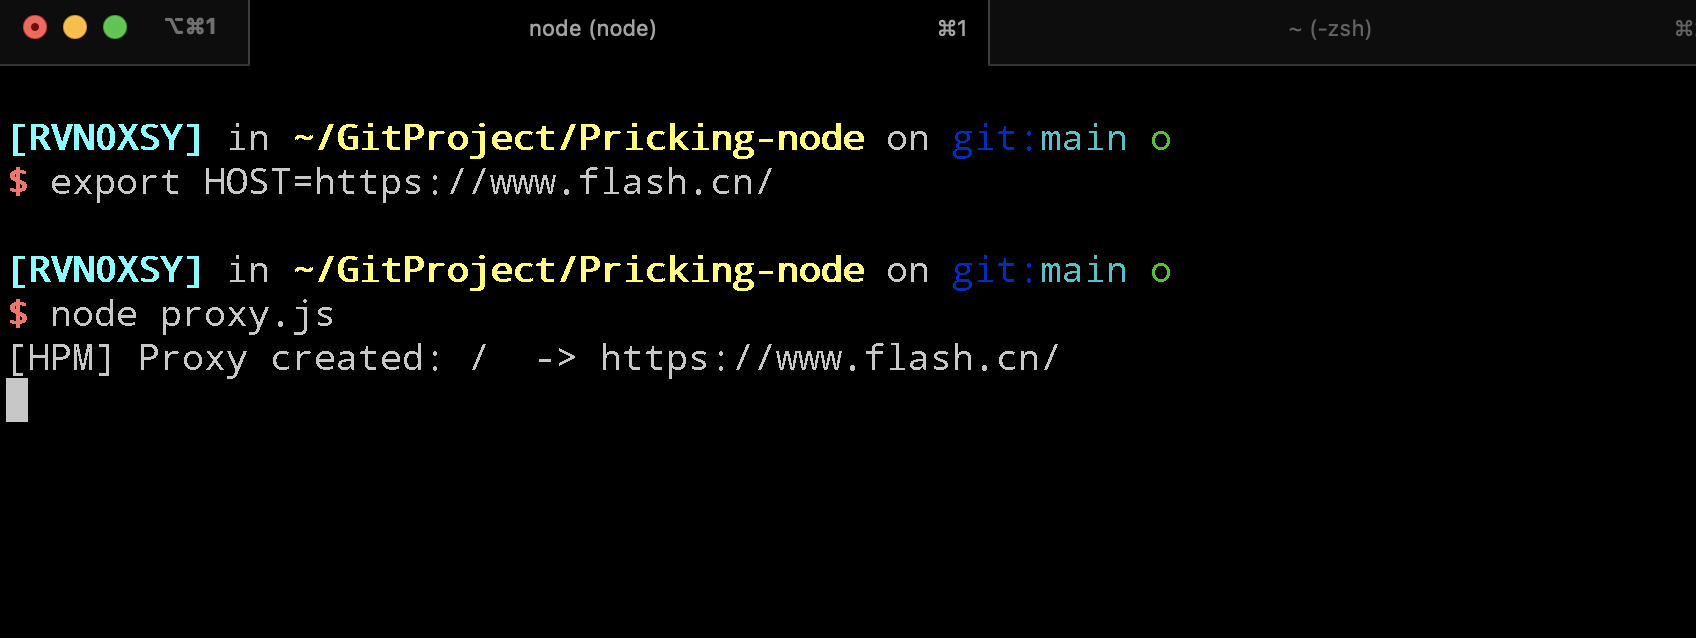 ⌥⌘1 node (node) ⌘1 ~ (-zsh) ⌘
[RVN0XSY] in ~/GitProject/Pricking-node on git:main o
$ export HOST=https://www.flash.cn/
[RVN0XSY] in ~/GitProject/Pricking-node on git:main o
$ node proxy.js
[HPM] Proxy created: /  -> https://www.flash.cn/